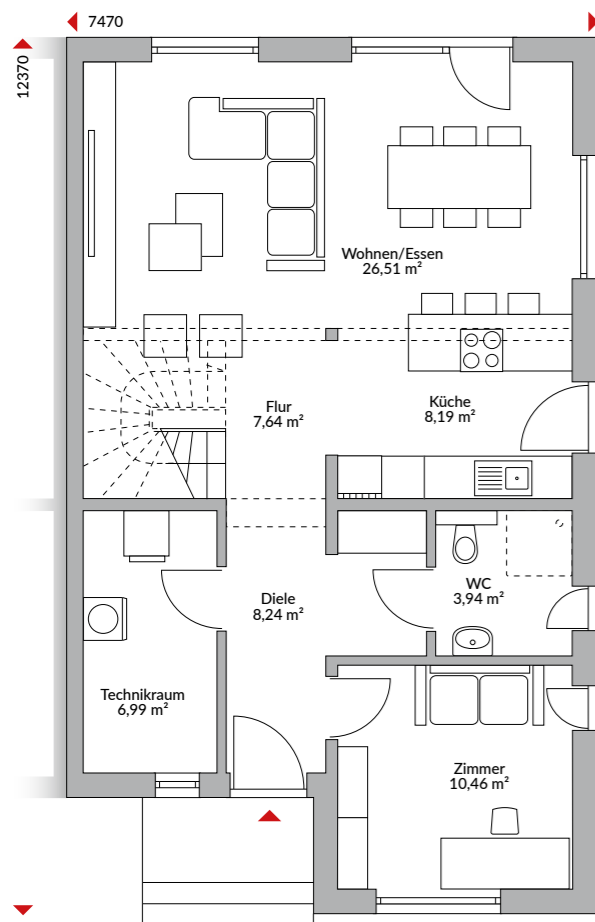 7470
12370
Wohnen/Essen
26,51 m²
Flur
7,64 m²
Küche
8,19 m²
Diele
8,24 m²
WC
3,94 m²
Technikraum
6,99 m²
Zimmer
10,46 m²